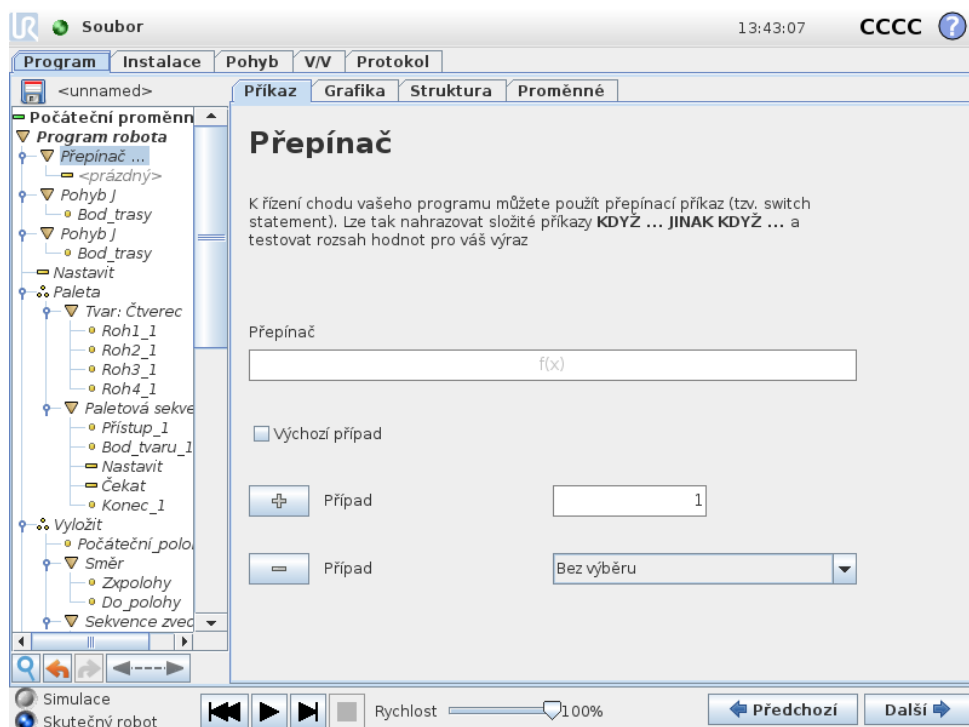 Soubor
13:43:07
CCCC
?
Program
Instalace
Pohyb
V/V
Protokol
<unnamed>
Příkaz
Grafika
Struktura
Proměnné
Počáteční proměnn
Program robota
Přepínač ...
<prázdný>
Pohyb J
Bod_trasy
Pohyb J
Bod_trasy
Nastavit
Paleta
Tvar: Čtverec
Roh1_1
Roh2_1
Roh3_1
Roh4_1
Paletová sekve
Přístup_1
Bod_tvaru_1
Nastavit
Čekat
Konec_1
Vyložit
Počáteční_polo
Směr
Zxpolohy
Do_polohy
Sekvence zved
Přepínač
K řízení chodu vašeho programu můžete použít přepínací příkaz (tzv. switch
statement). Lze tak nahrazovat složité příkazy KDYŽ ... JINAK KDYŽ ... a
testovat rozsah hodnot pro váš výraz
Přepínač
f(x)
Výchozí případ
Případ
1
Případ
Bez výběru
Simulace
Skutečný robot
Rychlost
100%
Předchozí
Další